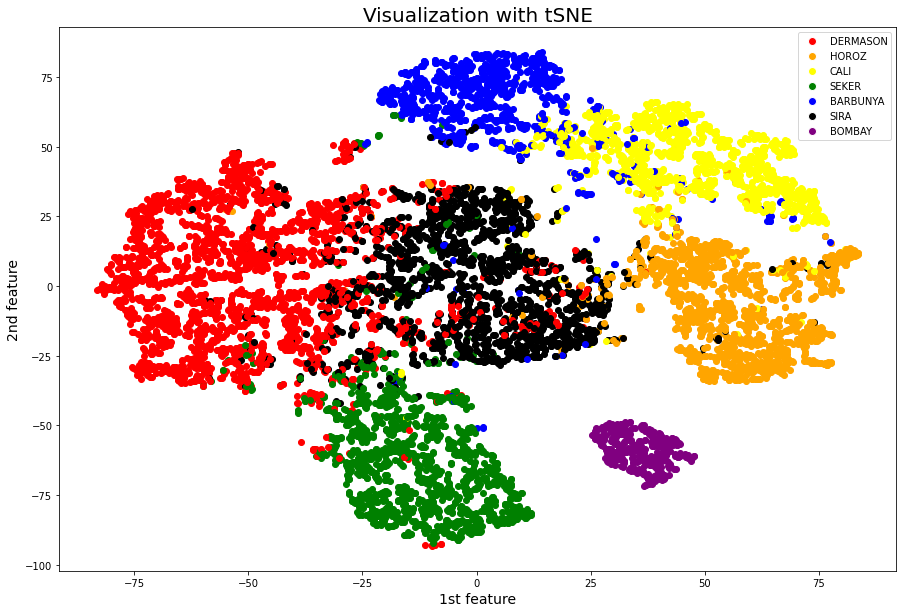 Visualization with tSNE
DERMASON
HOROZ
CALI
SEKER
BARBUNYA
SIRA
BOMBAY
75
50
25
0
−25
−50
−75
−100
2nd feature
−75
−50
−25
0
25
50
75
1st feature